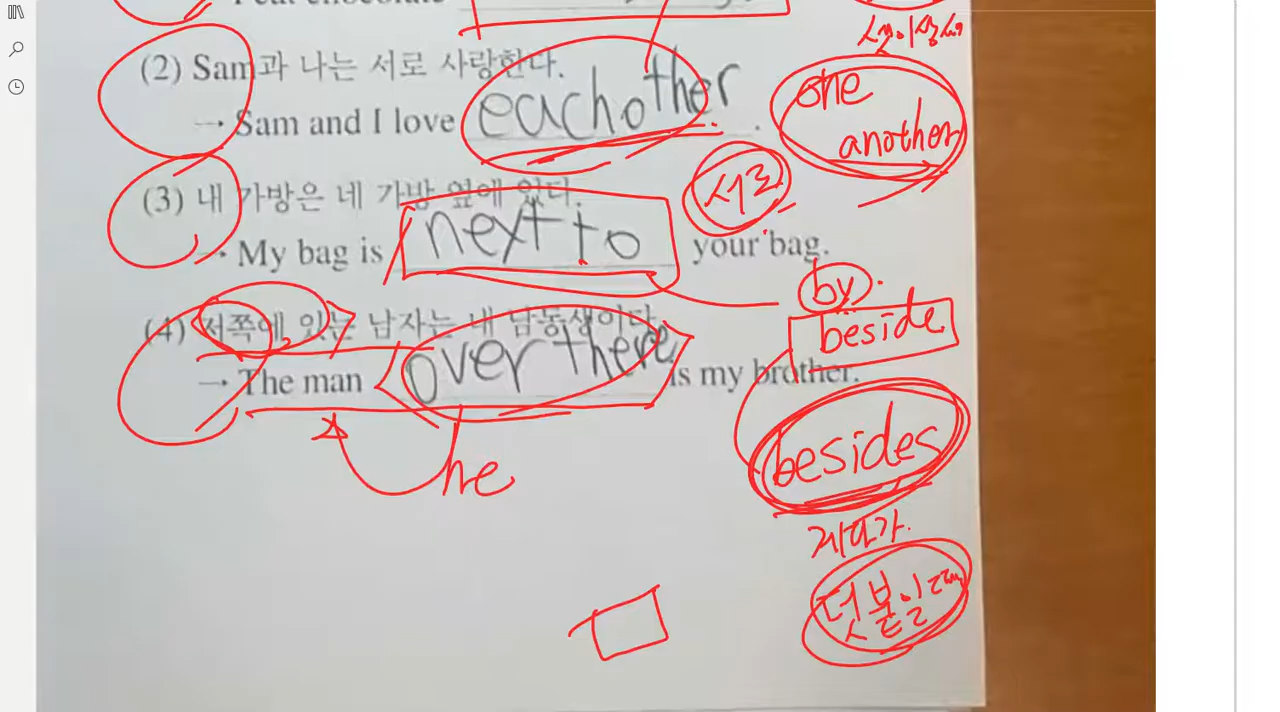 I eat chocolate
셋이상 서
(2) Sam과 나는 서로 사랑한다.
→ Sam and I love each other .
one
another
서로
(3) 내 가방은 네 가방 옆에 있다.
→ My bag is next to your bag.
by
beside
(4) 저쪽에 있는 남자는 내 남동생이다.
→ The man over there is my brother.
he
besides
게다가
덧붙일 때